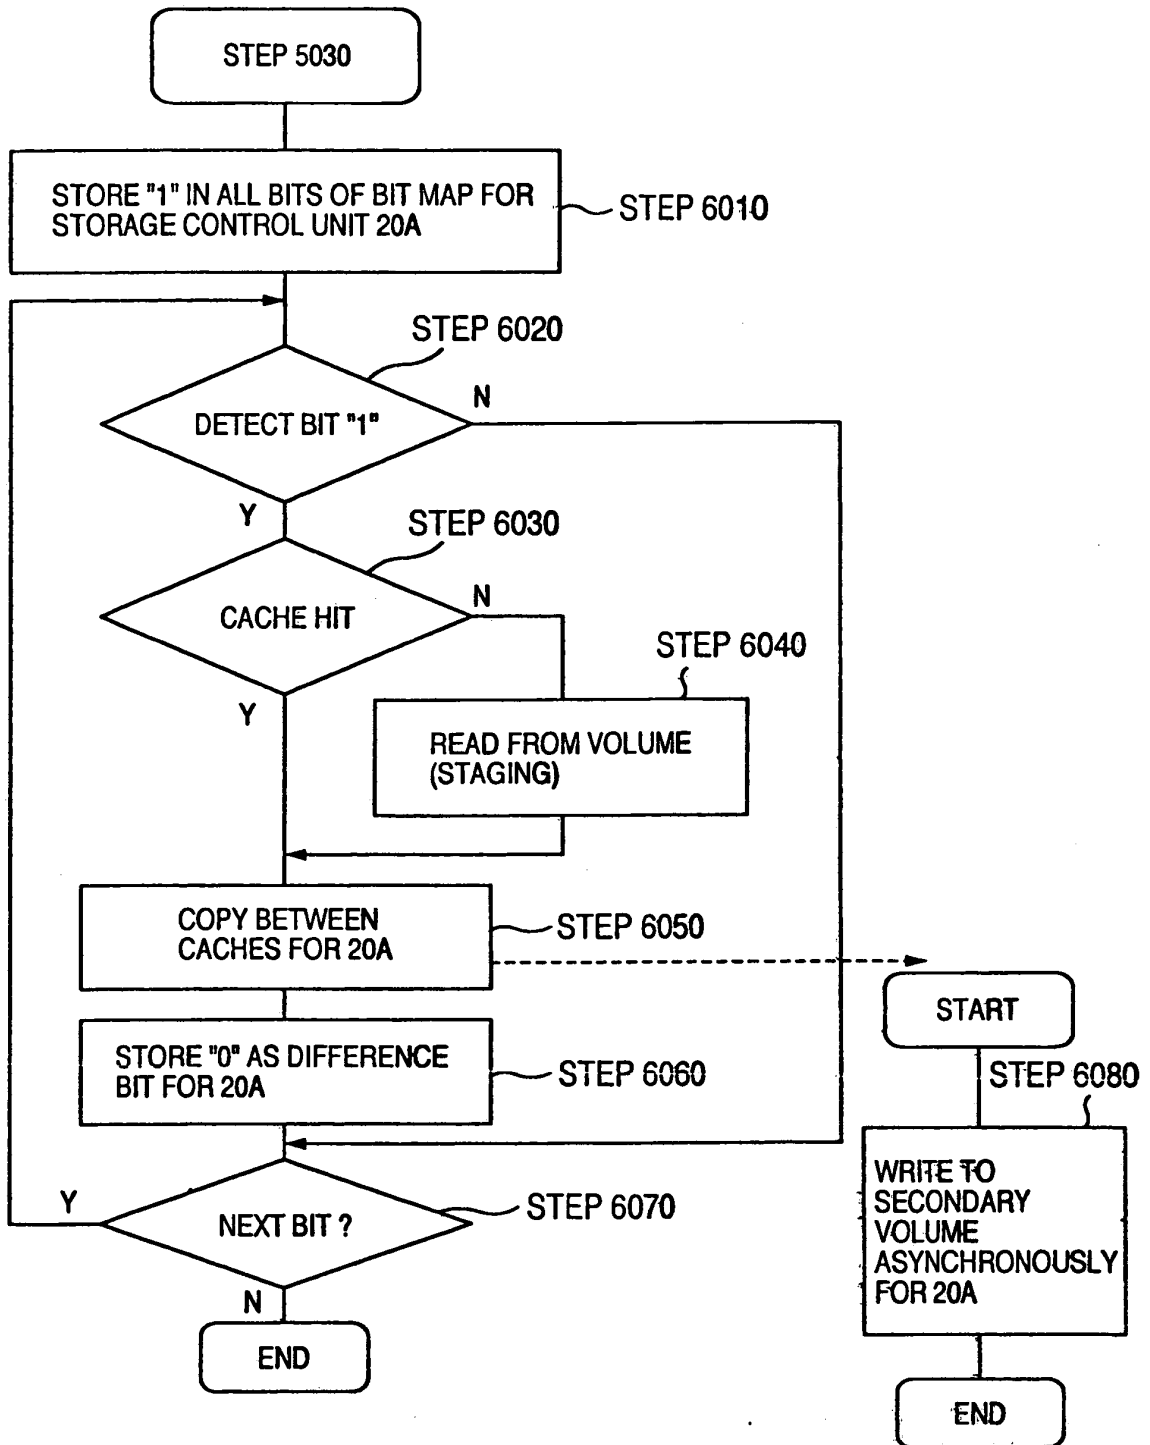 STEP 5030
STORE "1" IN ALL BITS OF BIT MAP FOR
STORAGE CONTROL UNIT 20A
STEP 6010
STEP 6020
N
DETECT BIT "1"
Y
STEP 6030
N
CACHE HIT
STEP 6040
Y
READ FROM VOLUME
(STAGING)
COPY BETWEEN
CACHES FOR 20A
STEP 6050
START
STORE "0" AS DIFFERENCE
BIT FOR 20A
STEP 6060
STEP 6080
WRITE TO
SECONDARY
VOLUME
ASYNCHRONOUSLY
FOR 20A
Y
NEXT BIT ?
STEP 6070
N
END
END